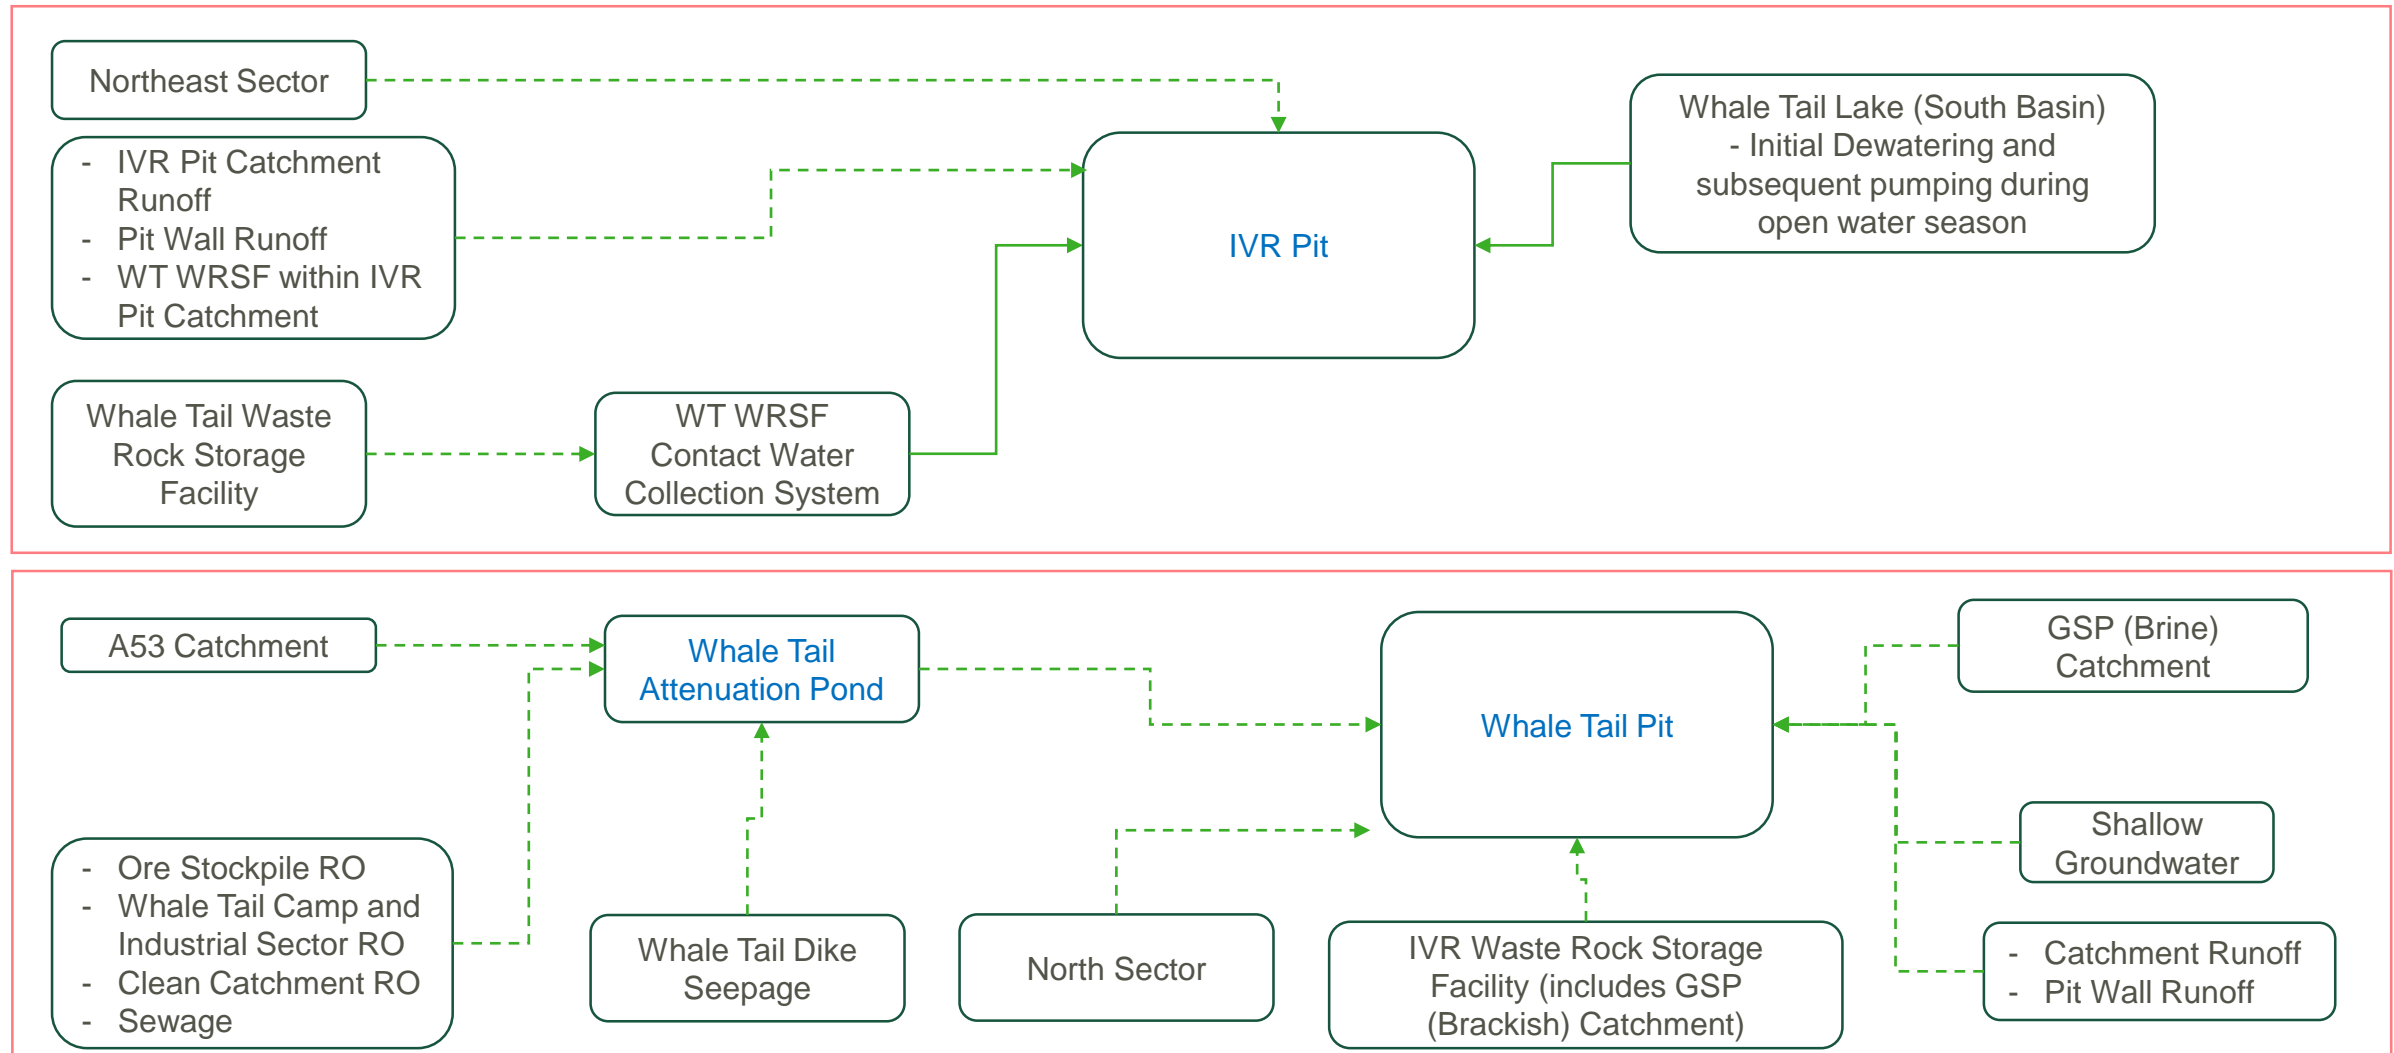 Northeast Sector
- IVR Pit Catchment
Runoff
- Pit Wall Runoff
- WT WRSF within IVR
Pit Catchment
Whale Tail Waste
Rock Storage
Facility
WT WRSF
Contact Water
Collection System
IVR Pit
Whale Tail Lake (South Basin)
- Initial Dewatering and
subsequent pumping during
open water season
A53 Catchment
- Ore Stockpile RO
- Whale Tail Camp and
Industrial Sector RO
- Clean Catchment RO
- Sewage
Whale Tail
Attenuation Pond
Whale Tail Dike
Seepage
North Sector
Whale Tail Pit
IVR Waste Rock Storage
Facility (includes GSP
(Brackish) Catchment)
GSP (Brine)
Catchment
Shallow
Groundwater
- Catchment Runoff
- Pit Wall Runoff